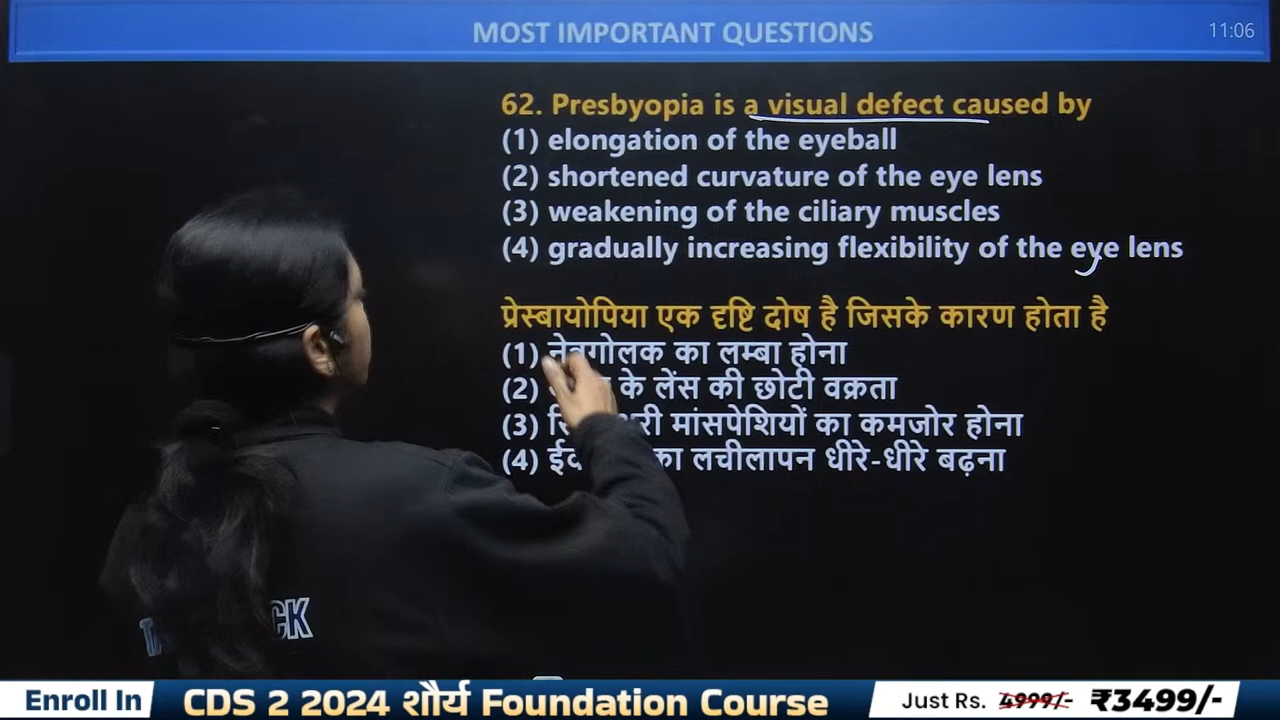 MOST IMPORTANT QUESTIONS
11:06
62. Presbyopia is a visual defect caused by
(1) elongation of the eyeball
(2) shortened curvature of the eye lens
(3) weakening of the ciliary muscles
(4) gradually increasing flexibility of the eye lens
प्रेस्बायोपिया एक दृष्टि दोष है जिसके कारण होता है
(1) नेत्रगोलक का लम्बा होना
(2) के लेंस की छोटी वक्रता
(3) मांसपेशियों का कमजोर होना
(4) का लचीलापन धीरे-धीरे बढ़ना
CK
Enroll In
CDS 2 2024 शौर्य Foundation Course
Just Rs. 4999/- ₹3499/-